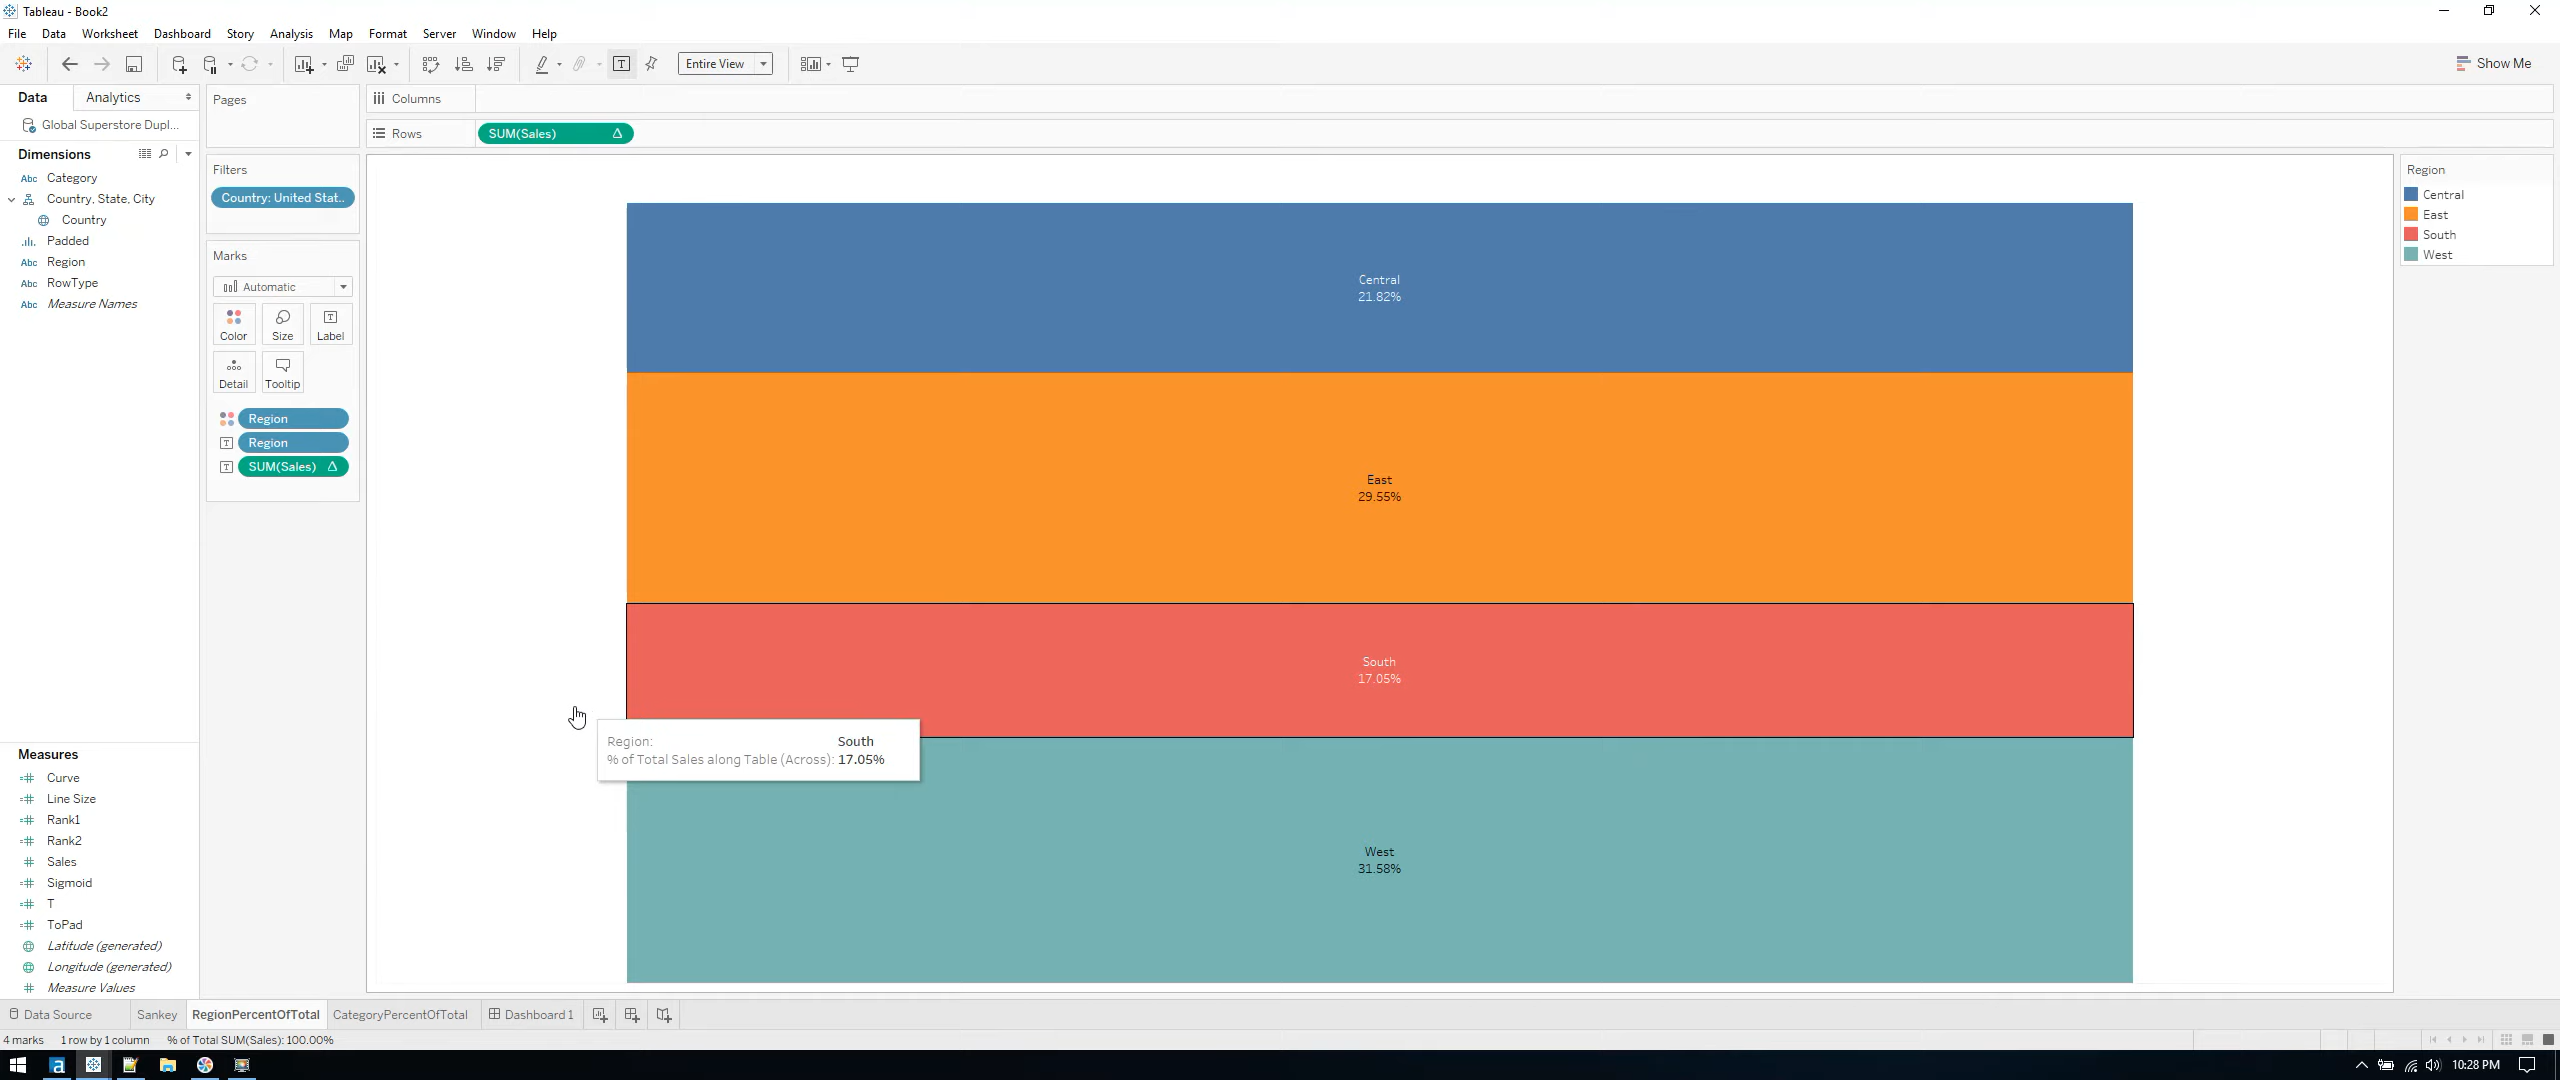 Tableau - Book2
File Data Worksheet Dashboard Story Analysis Map Format Server Window Help
Entire View
Show Me
Data Analytics
Global Superstore Dupl...
Dimensions
Abc Category
Country, State, City
Country
Padded
Abc Region
Abc RowType
Abc Measure Names
Measures
Curve
Line Size
Rank1
Rank2
Sales
Sigmoid
T
ToPad
Latitude (generated)
Longitude (generated)
Measure Values
Pages
Filters
Country: United Stat..
Marks
Automatic
Color Size Label
Detail Tooltip
Region
Region
SUM(Sales)
Columns
Rows SUM(Sales)
Central
21.82%
East
29.55%
South
17.05%
Region: South
% of Total Sales along Table (Across): 17.05%
West
31.58%
Region
Central
East
South
West
Data Source Sankey RegionPercentOfTotal CategoryPercentOfTotal Dashboard 1
4 marks 1 row by 1 column % of Total SUM(Sales): 100.00%
10:28 PM